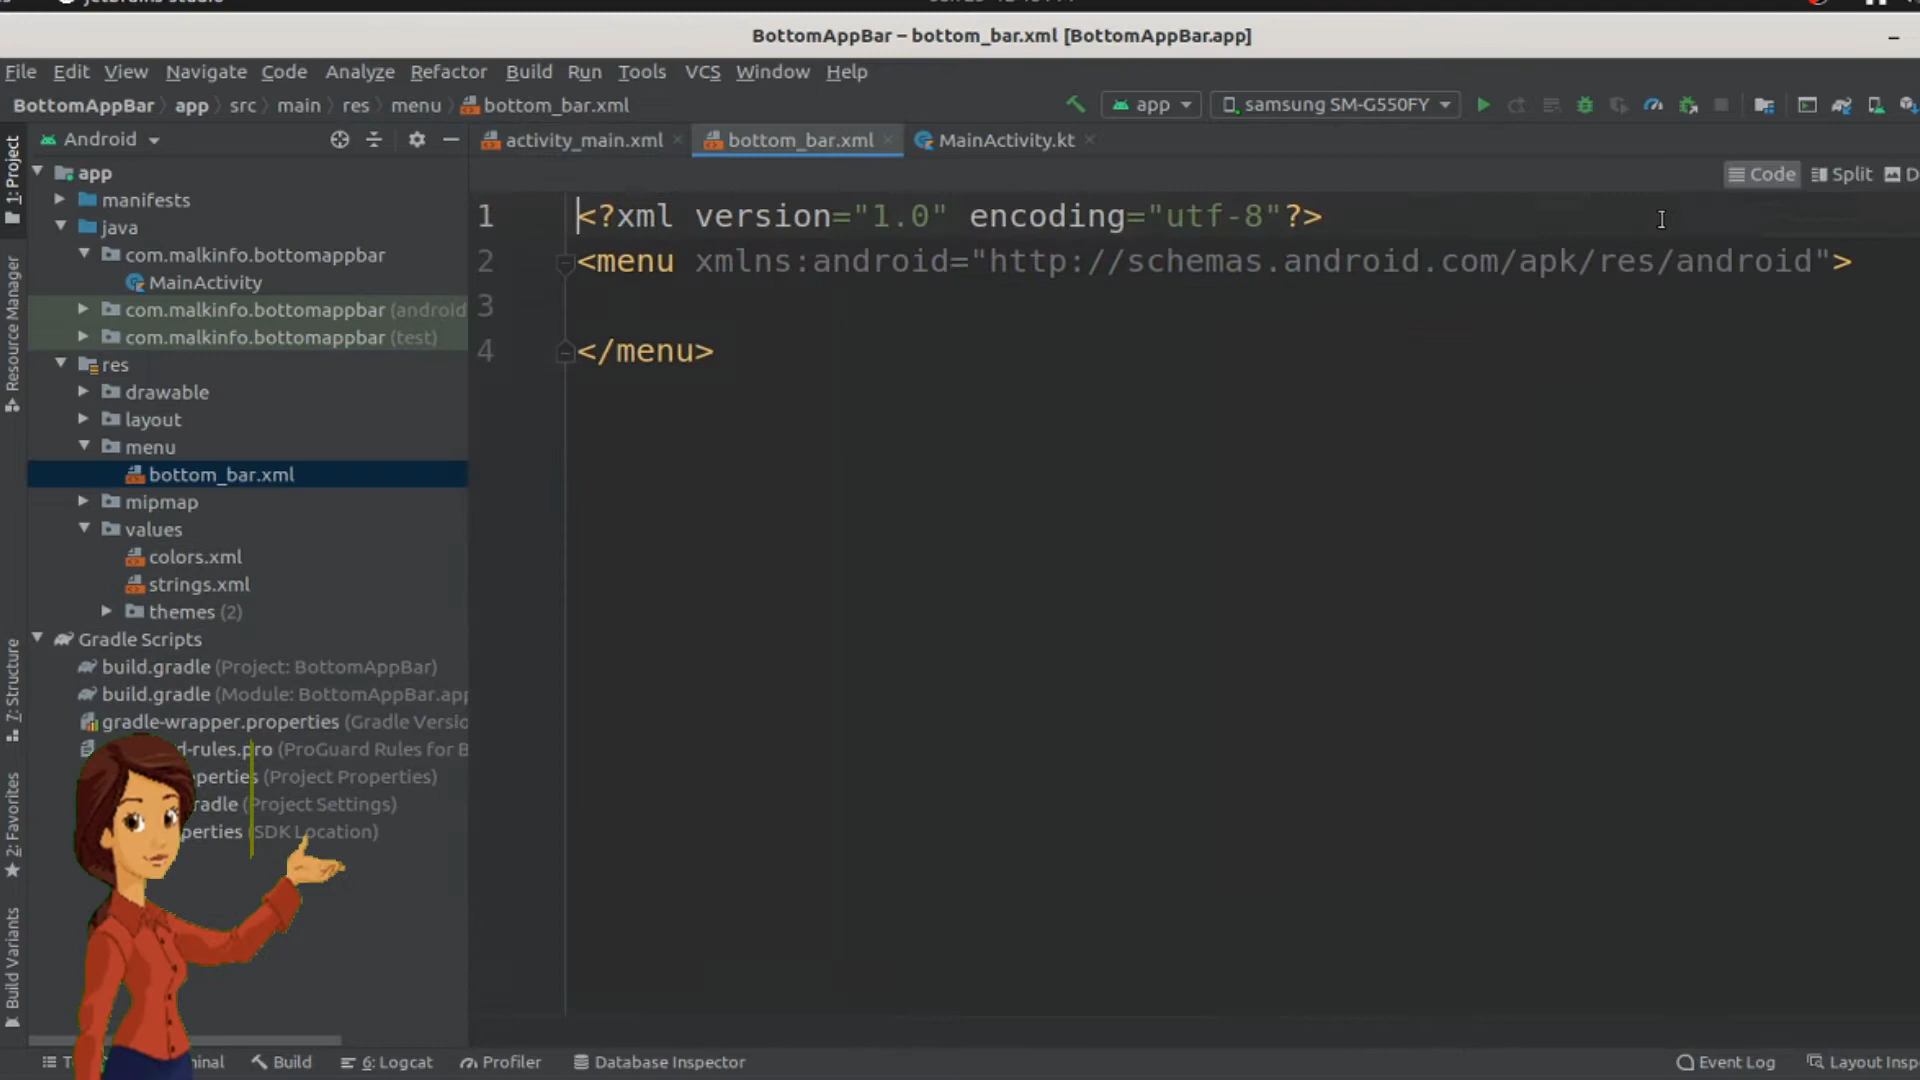 BottomAppBar – bottom_bar.xml [BottomAppBar.app]
File Edit View Navigate Code Analyze Refactor Build Run Tools VCS Window Help
BottomAppBar app src main res menu bottom_bar.xml app samsung SM-G550FY
1: Project
Resource Manager
7: Structure
2: Favorites
Build Variants
Android
app
manifests
java
com.malkinfo.bottomappbar
MainActivity
com.malkinfo.bottomappbar (android
com.malkinfo.bottomappbar (test)
res
drawable
layout
menu
bottom_bar.xml
mipmap
values
colors.xml
strings.xml
themes (2)
Gradle Scripts
build.gradle (Project: BottomAppBar)
build.gradle (Module: BottomAppBar.app
gradle-wrapper.properties (Gradle Versio
d-rules.pro (ProGuard Rules for B
perties (Project Properties)
radle (Project Settings)
perties (SDK Location)
activity_main.xml bottom_bar.xml MainActivity.kt
Code Split D
1 <?xml version="1.0" encoding="utf-8"?>
2 <menu xmlns:android="http://schemas.android.com/apk/res/android">
3
4 </menu>
Build 6: Logcat Profiler Database Inspector Event Log Layout Insp